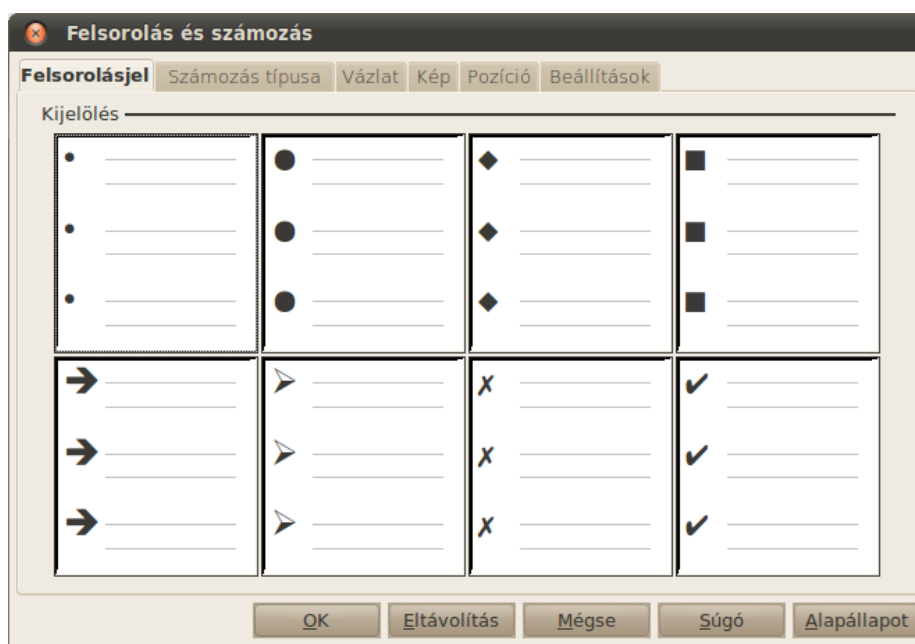 Felsorolás és számozás
Felsorolásjel Számozás típusa Vázlat Kép Pozíció Beállítások
Kijelölés
OK Eltávolítás Mégse Súgó Alapállapot